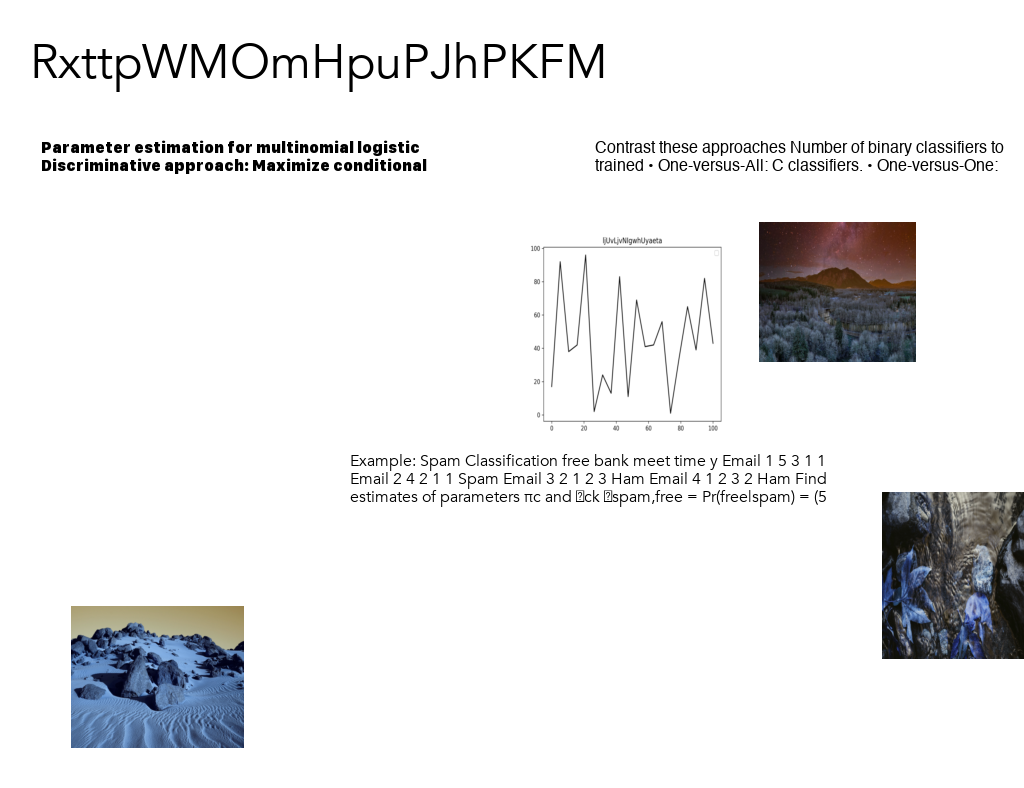 RxttpWMOmHpuPJhPKFM
Parameter estimation for multinomial logistic
Discriminative approach: Maximize conditional
Contrast these approaches Number of binary classifiers to
trained • One-versus-All: C classifiers. • One-versus-One:
100
80
60
40
20
0
0 20 40 60 80 100
Example: Spam Classification free bank meet time y Email 1 5 3 1 1
Email 2 4 2 1 1 Spam Email 3 2 1 2 3 Ham Email 4 1 2 3 2 Ham Find
estimates of parameters πc and ck spam,free = Pr(free|spam) = (5